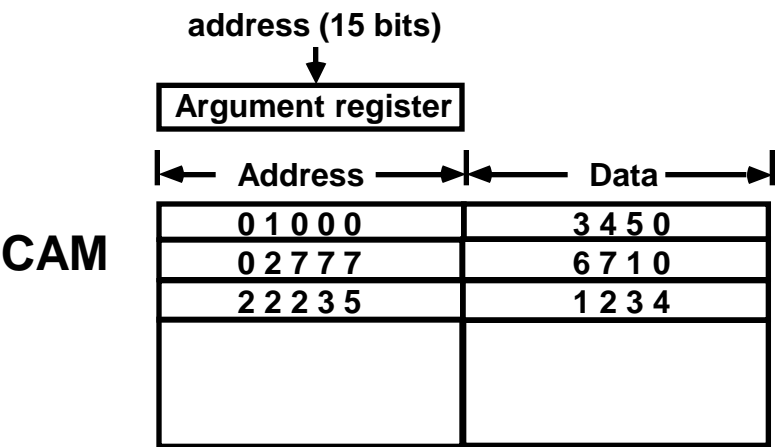 address (15 bits)
Argument register
Address Data
CAM
0 1 0 0 0 3 4 5 0
0 2 7 7 7 6 7 1 0
2 2 2 3 5 1 2 3 4